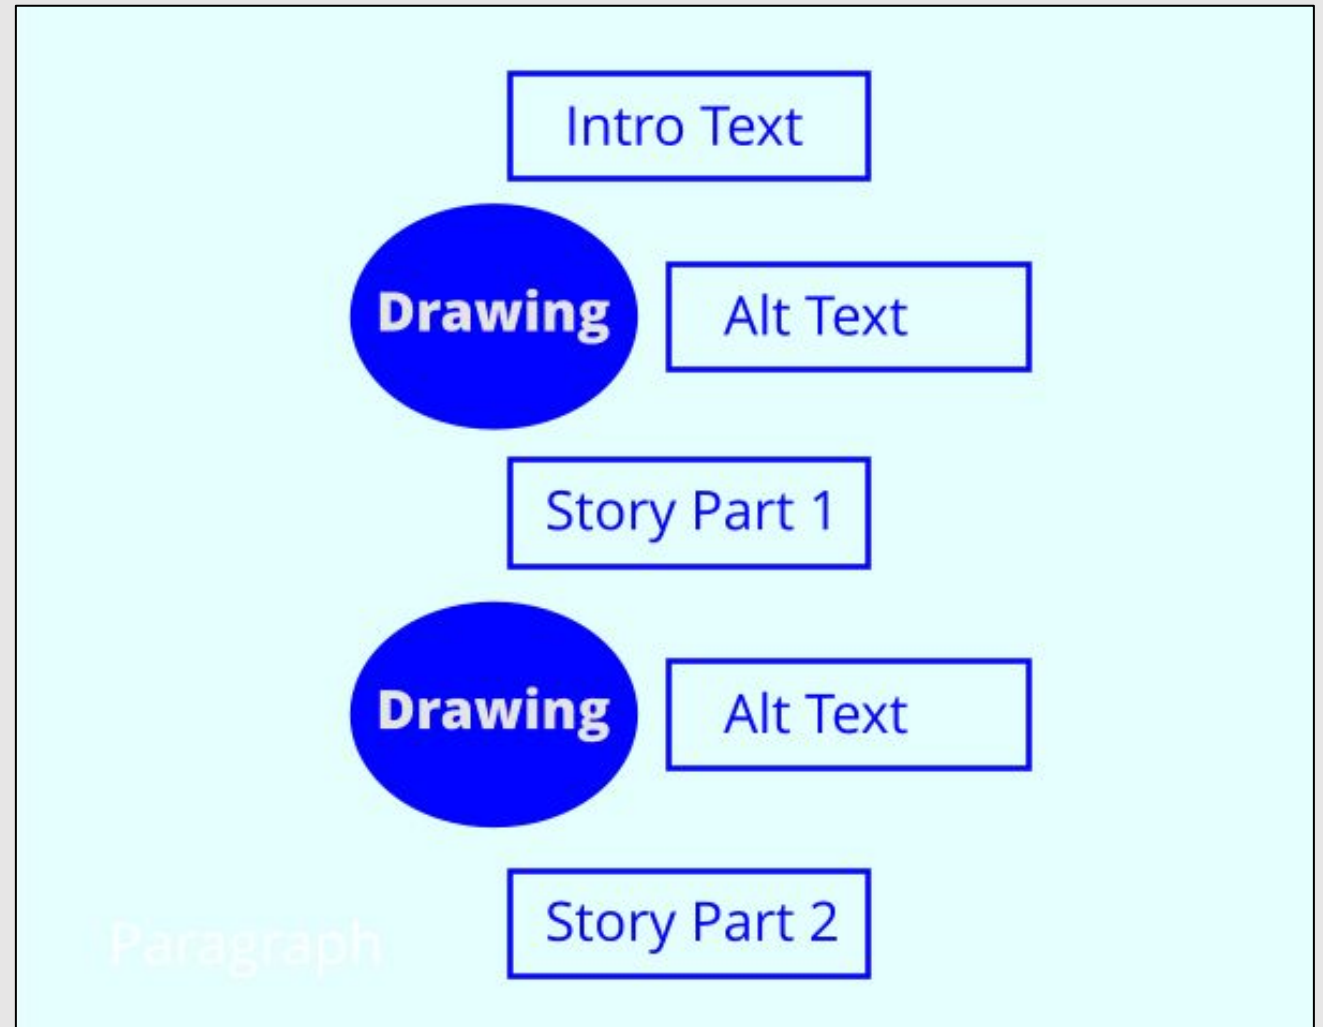 Intro Text
Drawing
Alt Text
Story Part 1
Drawing
Alt Text
Story Part 2
Paragraph